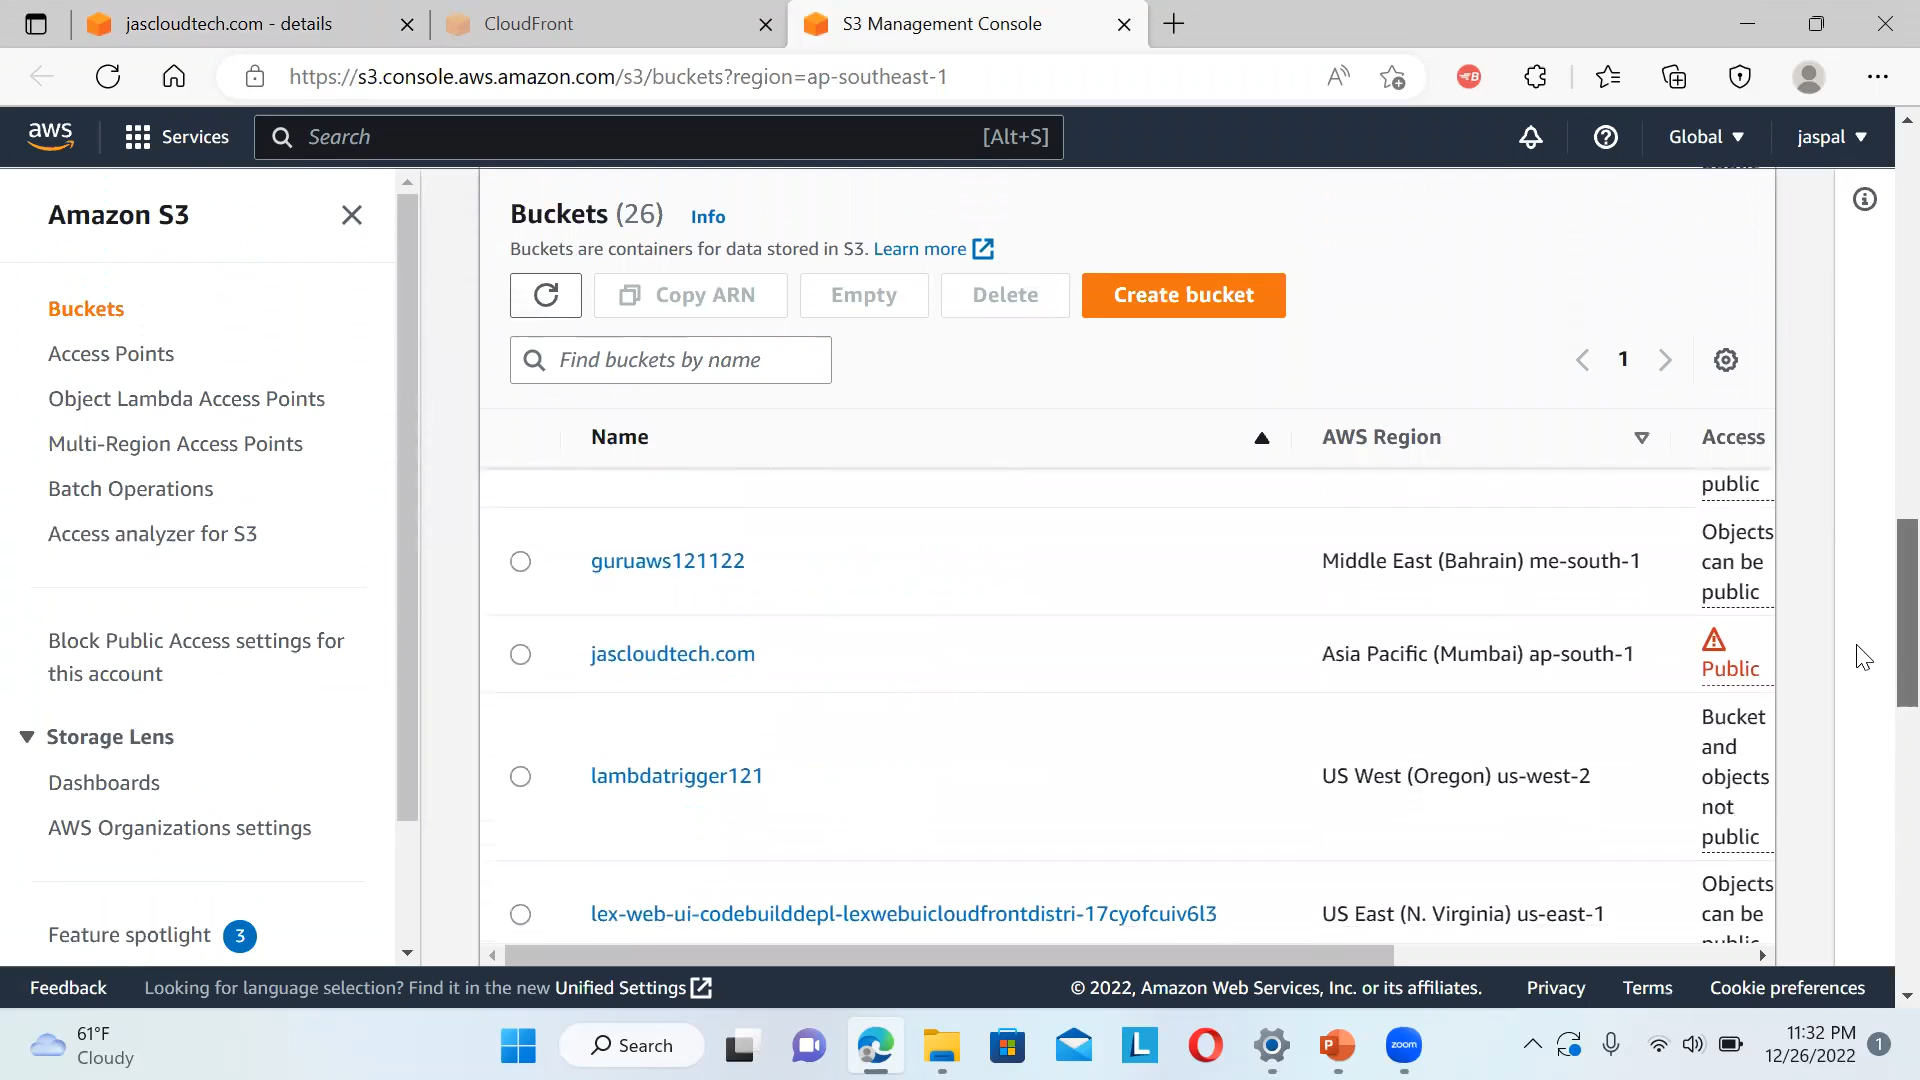 jascloudtech.com - details
CloudFront
S3 Management Console
https://s3.console.aws.amazon.com/s3/buckets?region=ap-southeast-1
aws
Services
Search
[Alt+S]
Global
jaspal
Amazon S3
Buckets
Access Points
Object Lambda Access Points
Multi-Region Access Points
Batch Operations
Access analyzer for S3
Block Public Access settings for
this account
Storage Lens
Dashboards
AWS Organizations settings
Feature spotlight 3
Buckets (26) Info
Buckets are containers for data stored in S3. Learn more
Copy ARN
Empty
Delete
Create bucket
Find buckets by name
1
Name
AWS Region
Access
public
guruaws121122
Middle East (Bahrain) me-south-1
Objects
can be
public
jascloudtech.com
Asia Pacific (Mumbai) ap-south-1
Public
lambdatrigger121
US West (Oregon) us-west-2
Bucket
and
objects
not
public
lex-web-ui-codebuilddepl-lexwebuicloudfrontdistri-17cyofcuiv6l3
US East (N. Virginia) us-east-1
Objects
can be
public
Feedback
Looking for language selection? Find it in the new Unified Settings
© 2022, Amazon Web Services, Inc. or its affiliates.
Privacy
Terms
Cookie preferences
61°F
Cloudy
Search
L
P
zoom
11:32 PM
12/26/2022
1